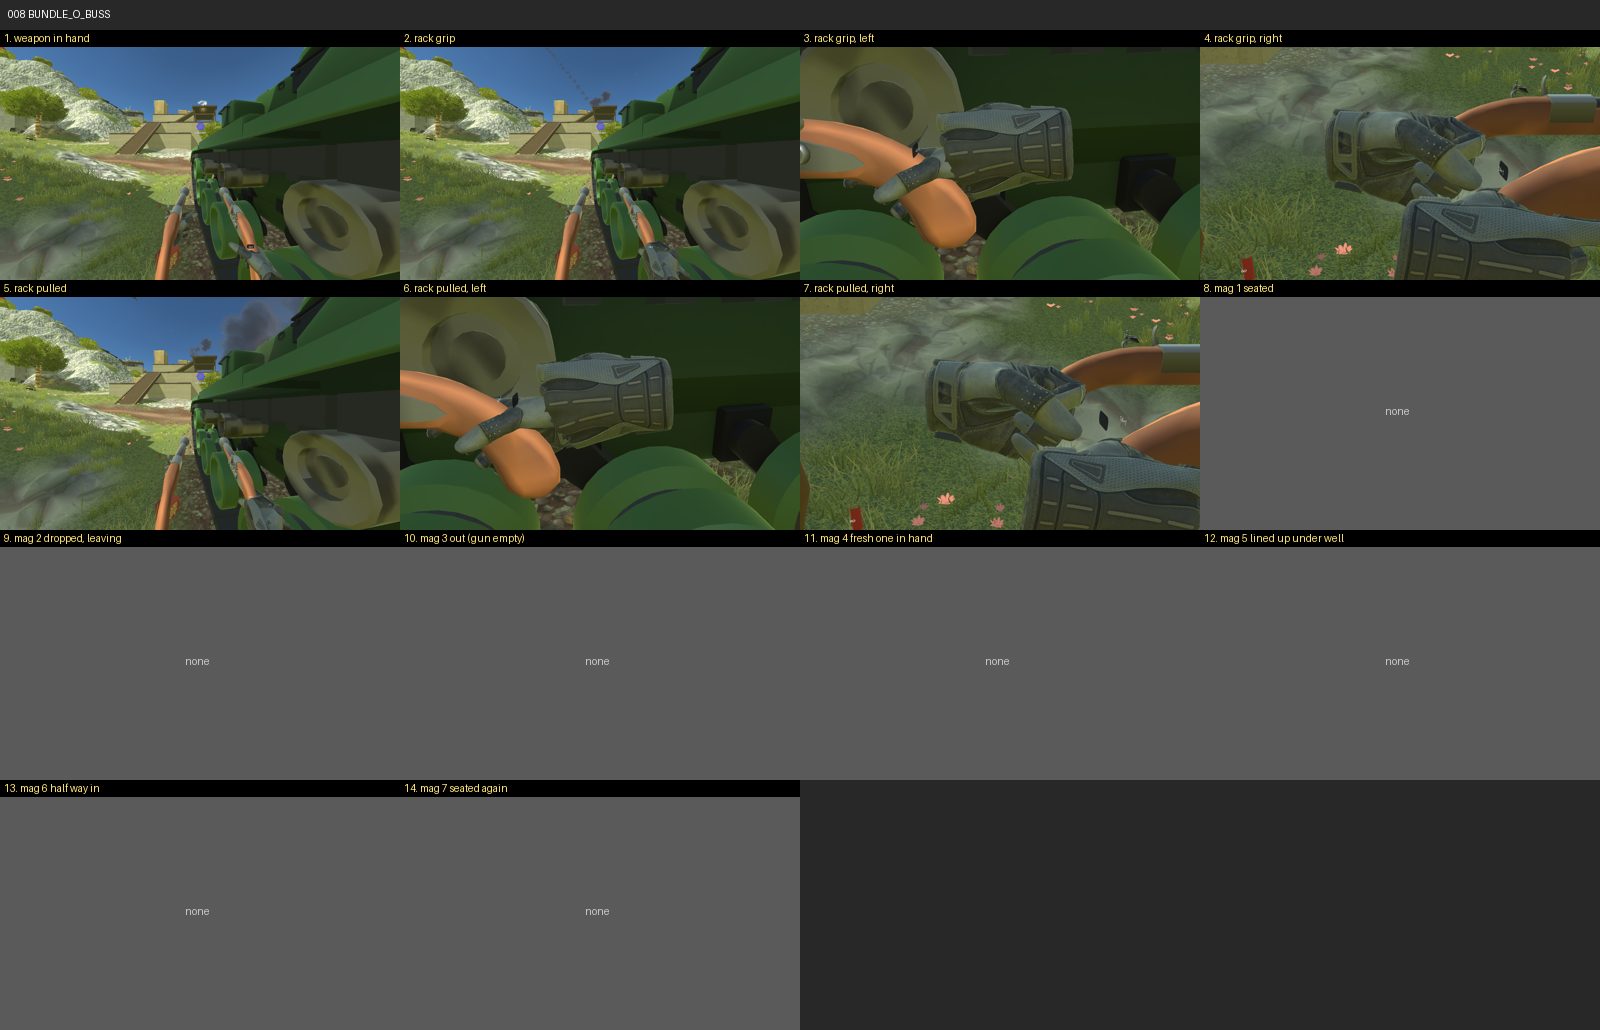 008 BUNDLE_O_BUSS
1. weapon in hand
2. rack grip
3. rack grip, left
4. rack grip, right
5. rack pulled
6. rack pulled, left
7. rack pulled, right
8. mag 1 seated
none
9. mag 2 dropped, leaving
10. mag 3 out (gun empty)
11. mag 4 fresh one in hand
12. mag 5 lined up under well
none
none
none
none
13. mag 6 half way in
14. mag 7 seated again
none
none